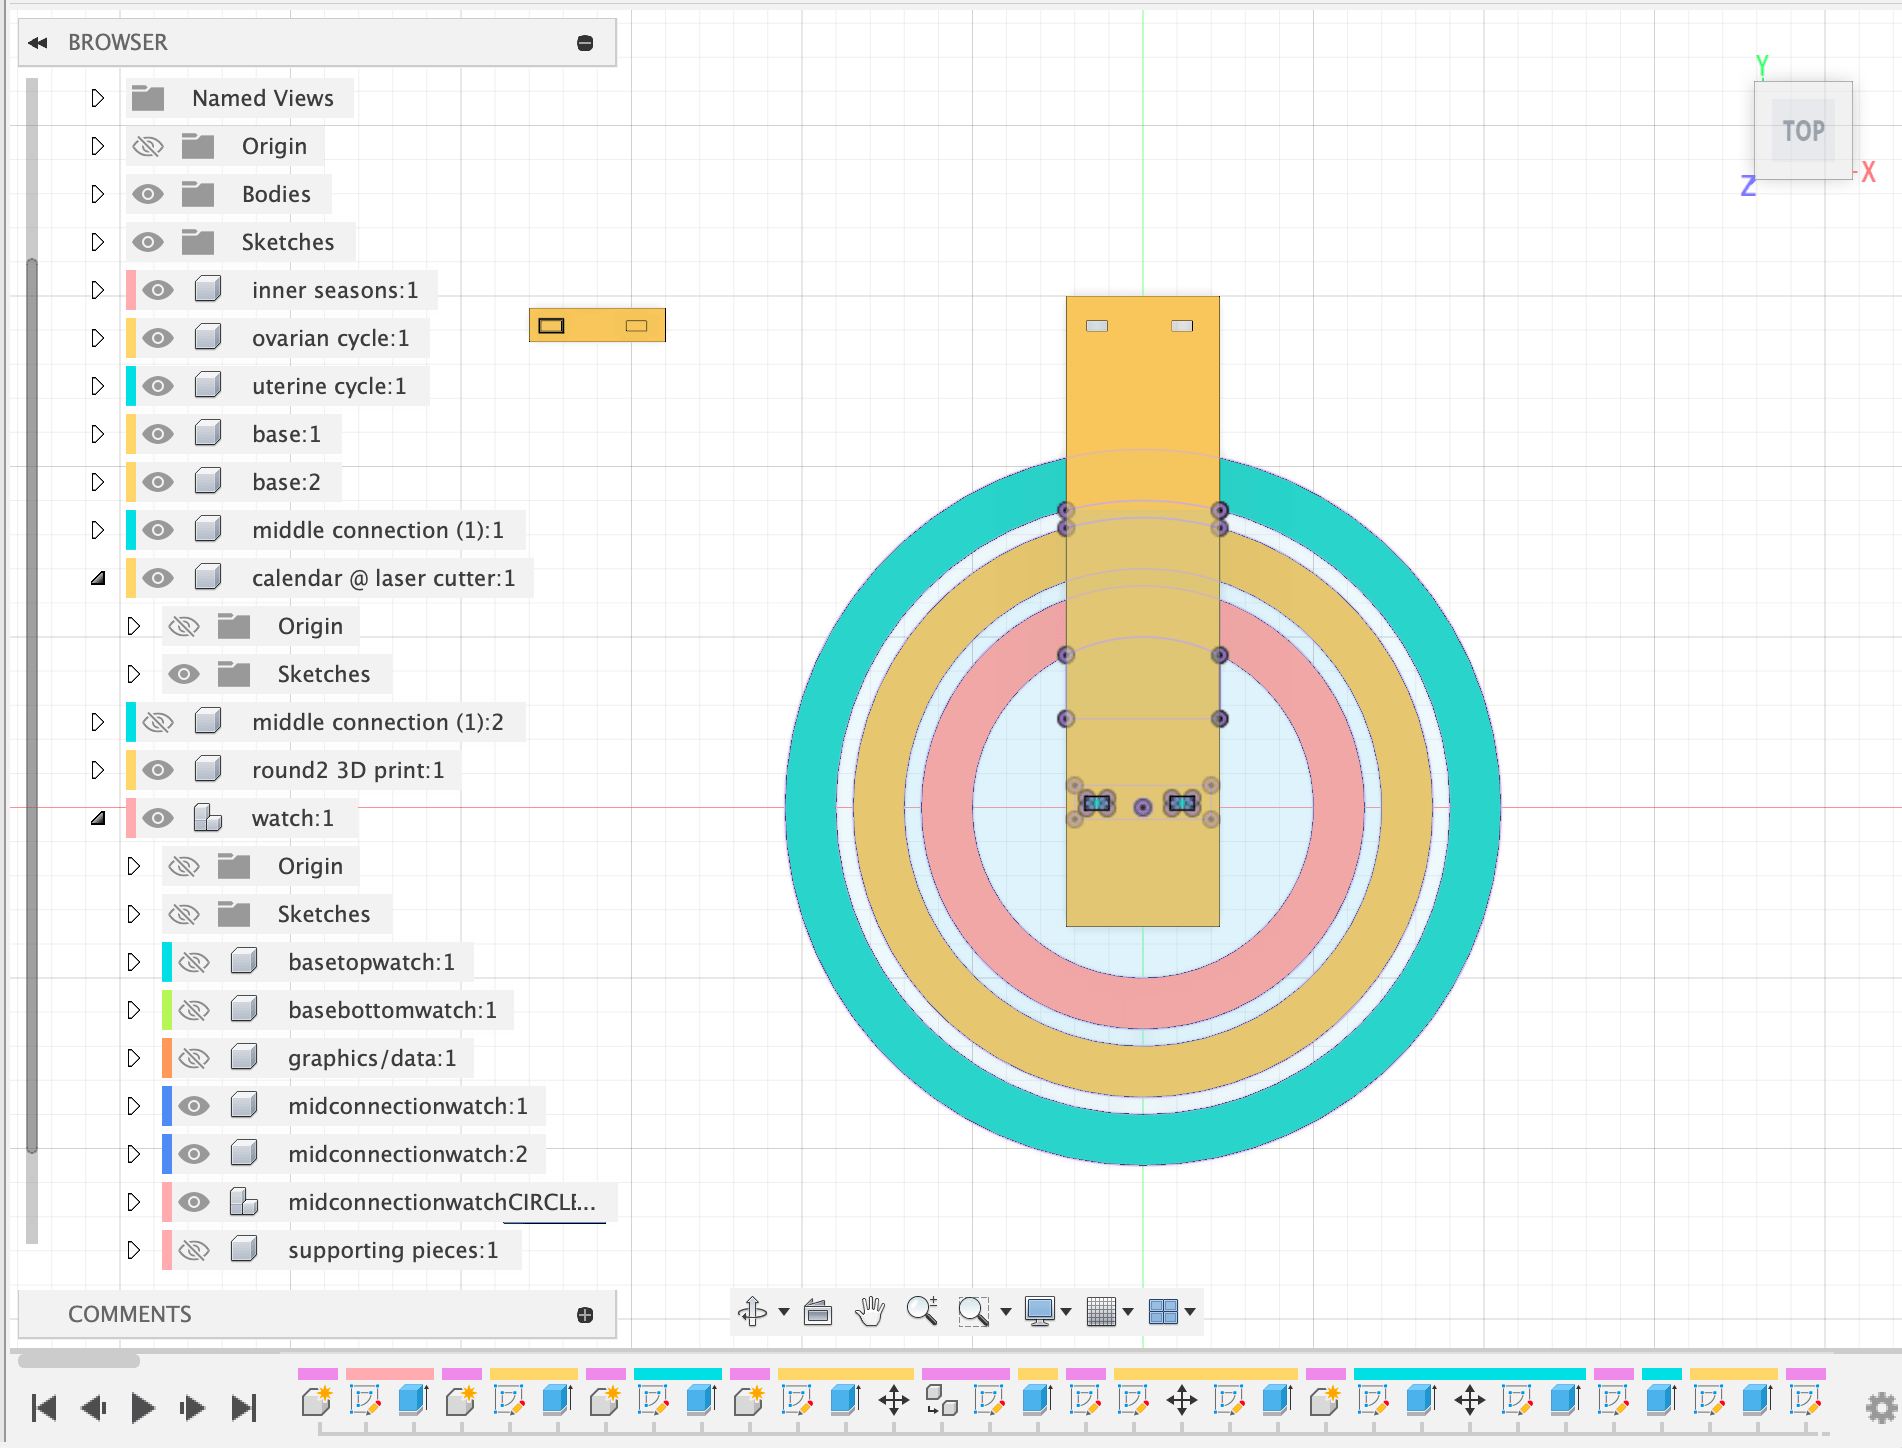 BROWSER
Named Views
Origin
Bodies
Sketches
inner seasons:1
ovarian cycle:1
uterine cycle:1
base:1
base:2
middle connection (1):1
calendar @ laser cutter:1
Origin
Sketches
middle connection (1):2
round2 3D print:1
watch:1
Origin
Sketches
basetopwatch:1
basebottomwatch:1
graphics/data:1
midconnectionwatch:1
midconnectionwatch:2
midconnectionwatchCIRCLE...
supporting pieces:1
COMMENTS
Y
TOP
X
Z